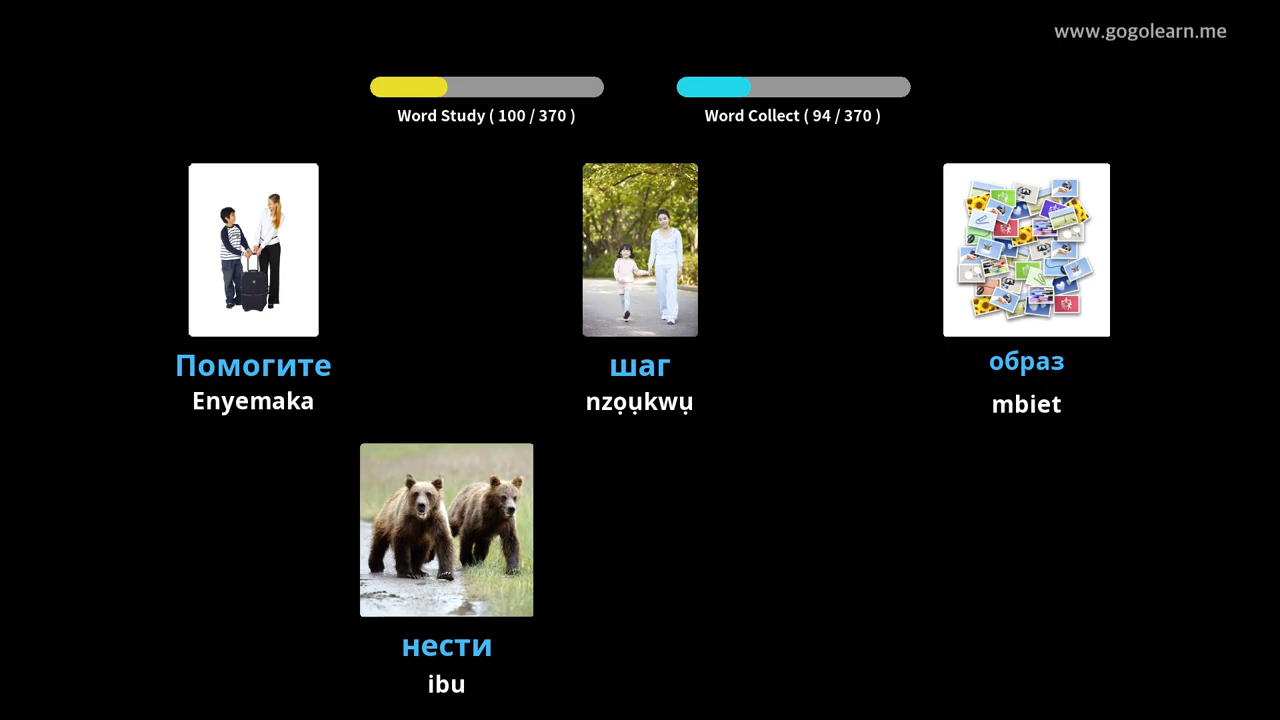 www.gogolearn.me
Word Study ( 100 / 370 )
Word Collect ( 94 / 370 )
Помогите
Enyemaka
шаг
nzọụkwụ
образ
mbiet
нести
ibu